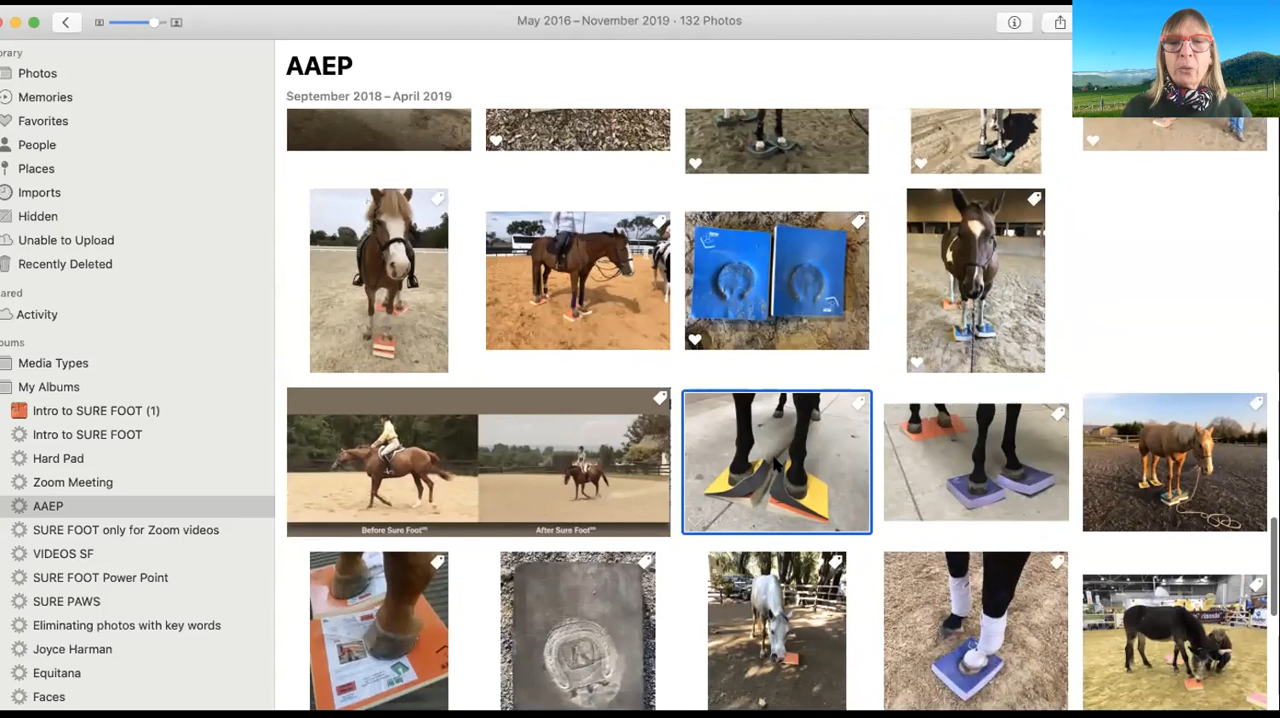 May 2016 – November 2019 · 132 Photos
AAEP
September 2018 – April 2019
brary
Photos
Memories
Favorites
People
Places
Imports
Hidden
Unable to Upload
Recently Deleted
ared
Activity
bums
Media Types
My Albums
Intro to SURE FOOT (1)
Intro to SURE FOOT
Hard Pad
Zoom Meeting
AAEP
SURE FOOT only for Zoom videos
VIDEOS SF
SURE FOOT Power Point
SURE PAWS
Eliminating photos with key words
Joyce Harman
Equitana
Faces
Before Sure Foot™
After Sure Foot™